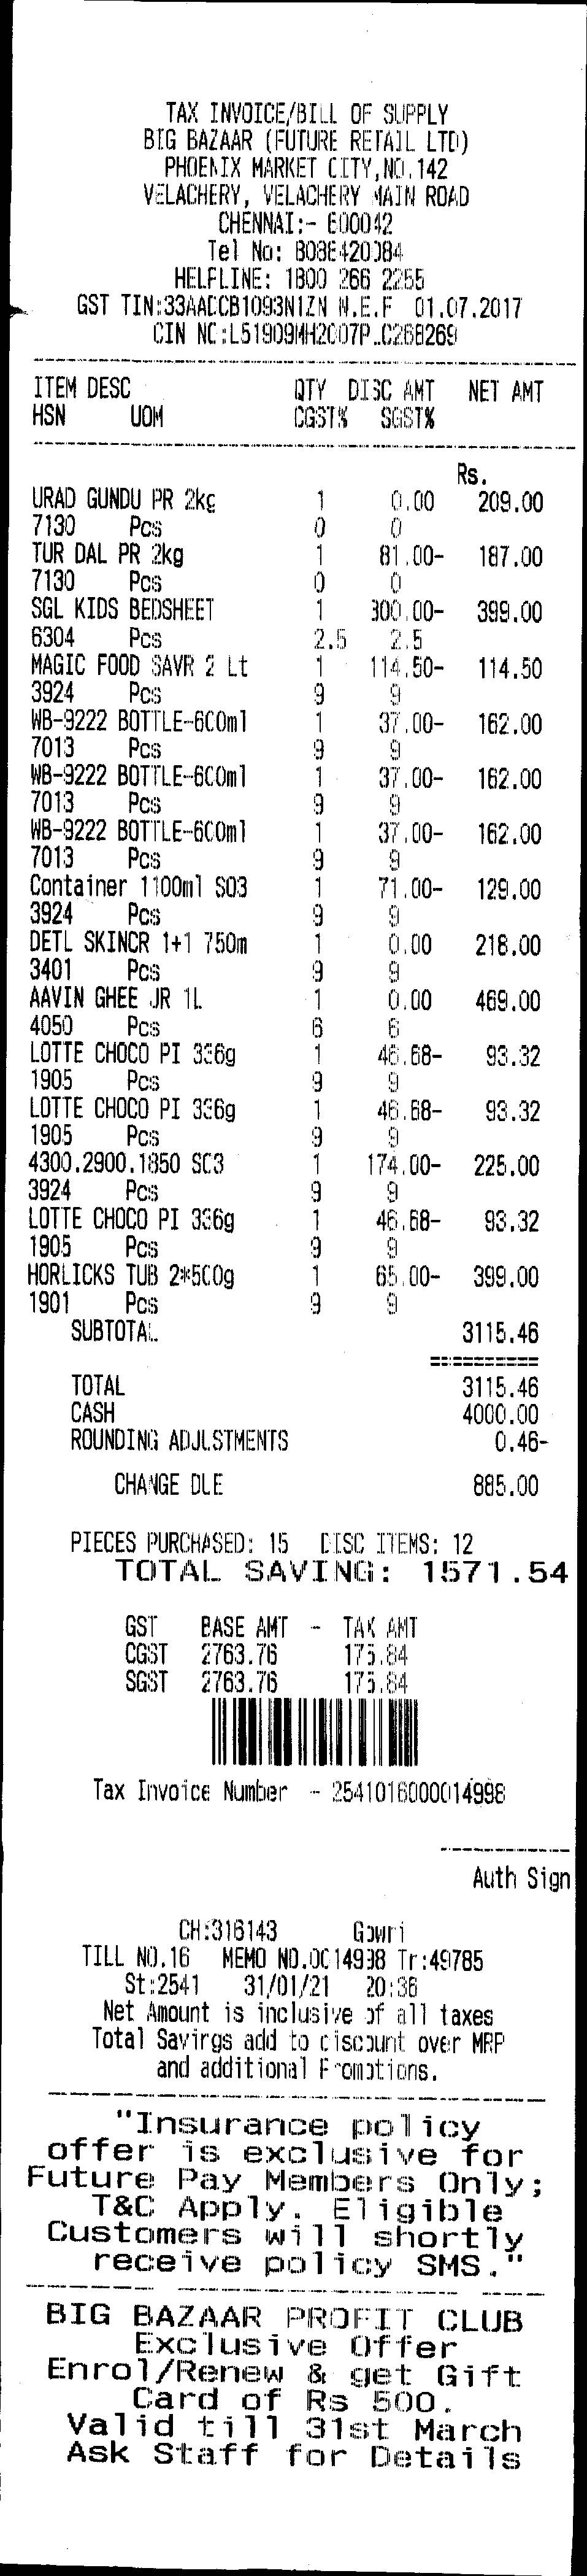 TAX INVOICE/BILL OF SUPPLY
BIG BAZAAR (FUTURE RETAIL LTD)
PHOENIX MARKET CITY,NO.142
VELACHERY, VELACHERY MAIN ROAD
CHENNAI:- 600042
Tel No:
HELPLINE: 1800 266 2255
GST TIN:33AADCB1093N1ZN W.E.F 01.07.2017
CIN NO:L51909MH2007PLC268269
ITEM DESC QTY DISC AMT NET AMT
HSN UOM CGST% SGST%
Rs.
URAD GUNDU PR 2kg 1 0.00 209.00
7130 Pcs 0 0
TUR DAL PR 2kg 1 81.00- 187.00
7130 Pcs 0 0
SGL KIDS BEDSHEET 1 300.00- 399.00
6304 Pcs 2.5 2.5
MAGIC FOOD SAVR 2 Lt 1 114.50- 114.50
3924 Pcs 9 9
WB-9222 BOTTLE-600ml 1 37.00- 162.00
7013 Pcs 9 9
WB-9222 BOTTLE-600ml 1 37.00- 162.00
7013 Pcs 9 9
WB-9222 BOTTLE-600ml 1 37.00- 162.00
7013 Pcs 9 9
Container 1100ml S03 1 71.00- 129.00
3924 Pcs 9 9
DETL SKINCR 1+1 750m 1 0.00 218.00
3401 Pcs 9 9
AAVIN GHEE JR 1L 1 0.00 469.00
4050 Pcs 6 6
LOTTE CHOCO PI 336g 1 46.68- 93.32
1905 Pcs 9 9
LOTTE CHOCO PI 336g 1 46.68- 93.32
1905 Pcs 9 9
4300.2900.1850 SC3 1 174.00- 225.00
3924 Pcs 9 9
LOTTE CHOCO PI 336g 1 46.68- 93.32
1905 Pcs 9 9
HORLICKS TUB 2*500g 1 65.00- 399.00
1901 Pcs 9 9
SUBTOTAL 3115.46
==========
TOTAL 3115.46
CASH 4000.00
ROUNDING ADJUSTMENTS 0.46-
CHANGE DUE 885.00
PIECES PURCHASED: 15 DISC ITEMS: 12
TOTAL SAVING: 1571.54
GST BASE AMT - TAX AMT
CGST 2763.76 175.84
SGST 2763.76 175.84
Tax Invoice Number - 2541016000014998
Auth Sign
CH:316143 Gowri
TILL NO.16 MEMO NO.0014998 Tr:49785
St:2541 31/01/21 20:36
Net Amount is inclusive of all taxes
Total Savings add to discount over MRP
and additional Promotions.
"Insurance policy
offer is exclusive for
Future Pay Members Only;
T&C Apply. Eligible
Customers will shortly
receive policy SMS."
BIG BAZAAR PROFIT CLUB
Exclusive Offer
Enrol/Renew & get Gift
Card of Rs 500.
Valid till 31st March
Ask Staff for Details